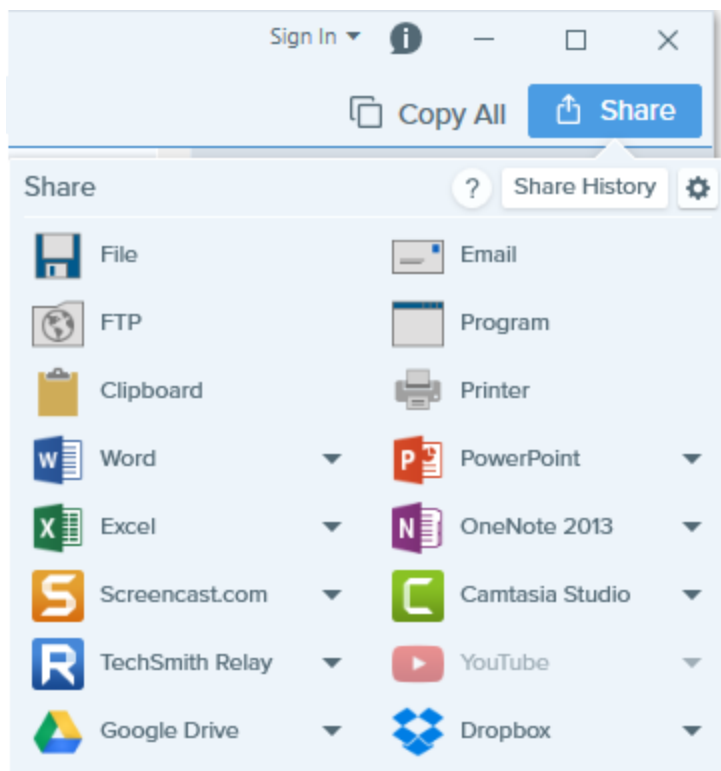 Sign In
Copy All Share
Share ? Share History
File Email
FTP Program
Clipboard Printer
Word PowerPoint
Excel OneNote 2013
Screencast.com Camtasia Studio
TechSmith Relay YouTube
Google Drive Dropbox